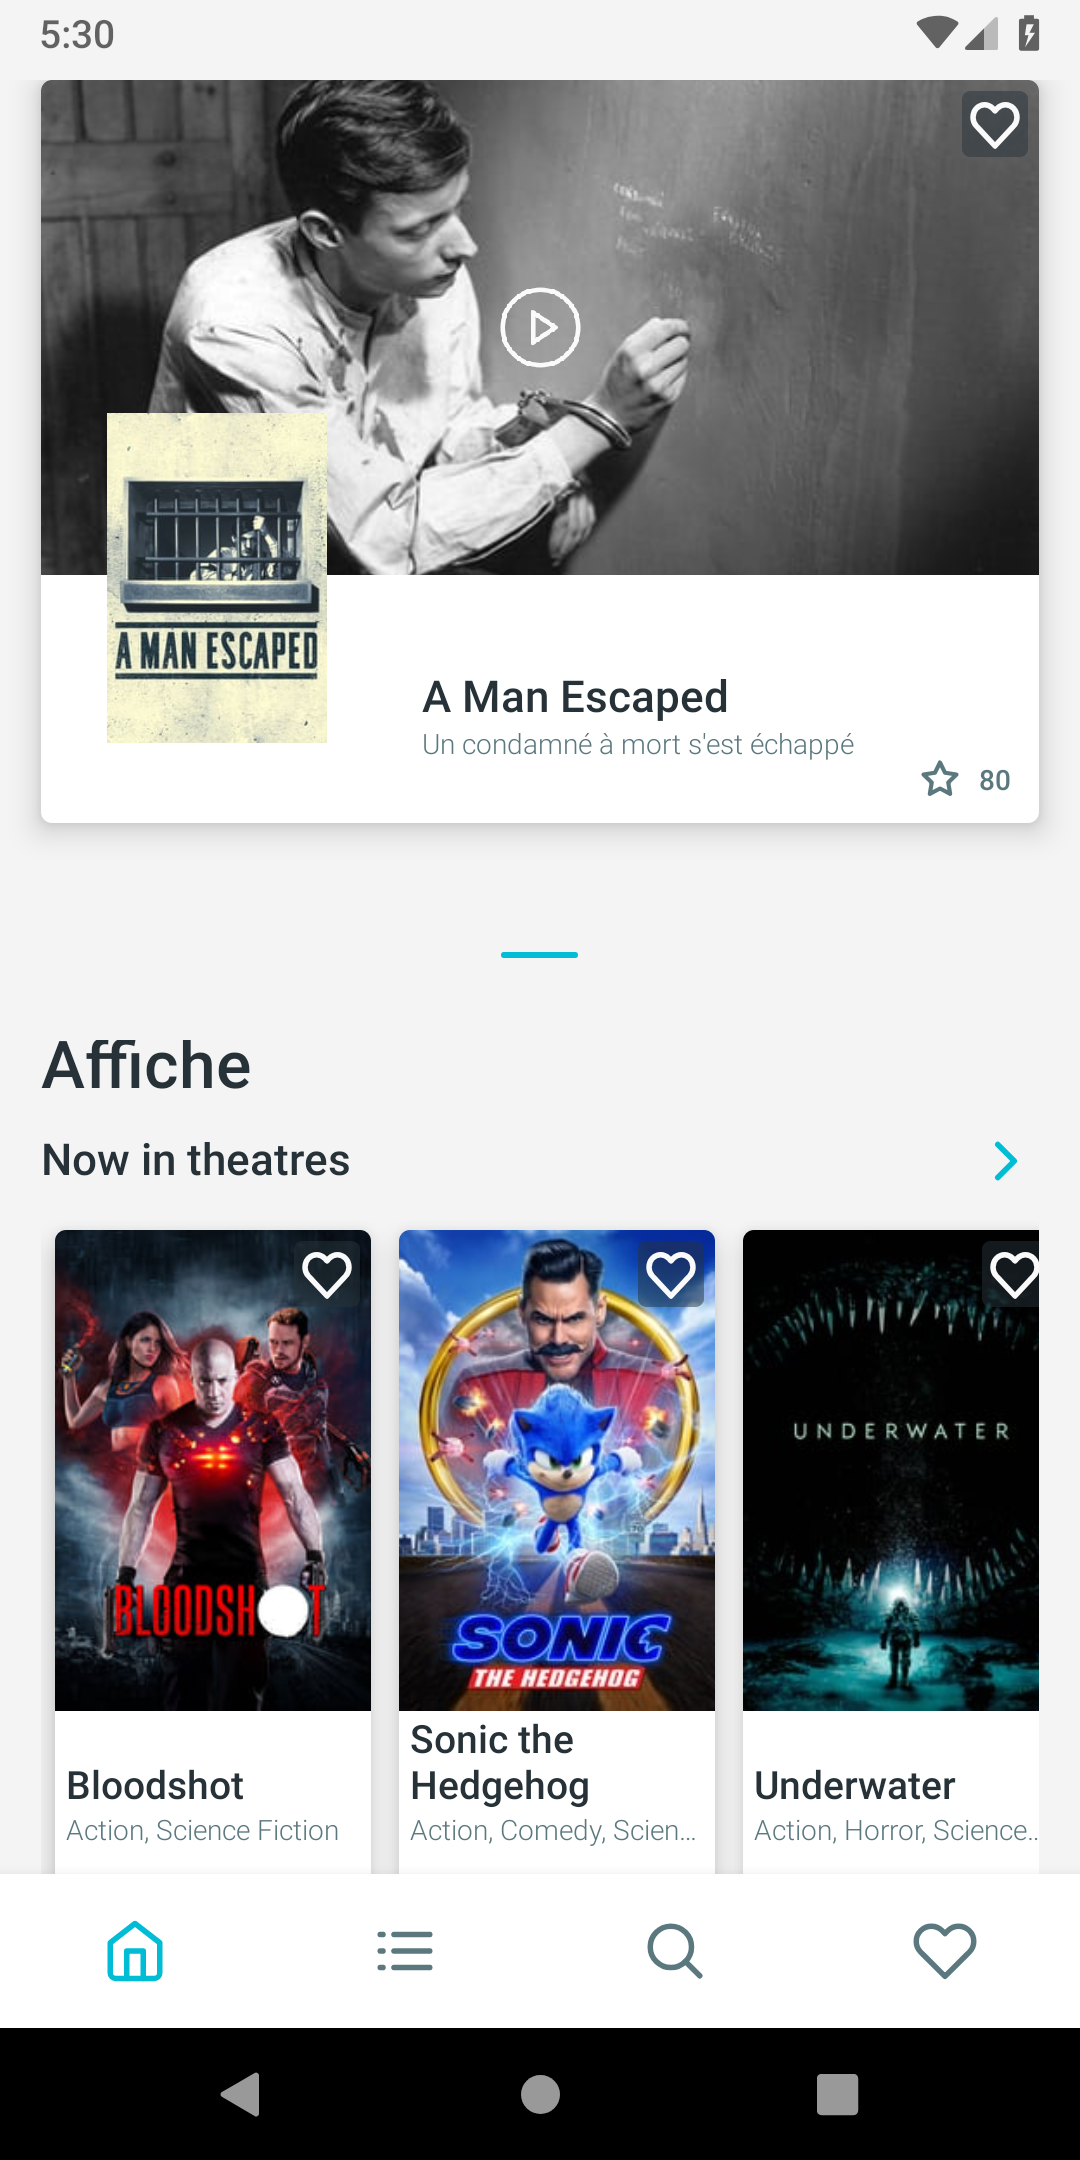 5:30
A MAN ESCAPED
A Man Escaped
Un condamné à mort s'est échappé
80
Affiche
Now in theatres
BLOODSHOT
SONIC
THE HEDGEHOG
UNDERWATER
Bloodshot
Action, Science Fiction
Sonic the
Hedgehog
Action, Comedy, Scien...
Underwater
Action, Horror, Science...